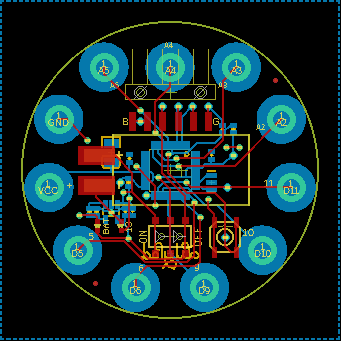 A4
A5 A4 A3
A5 A3
B G
GND A2
A2
VCC + 11 D11
5 ON 10
D5 D10
6 9
D6 D9